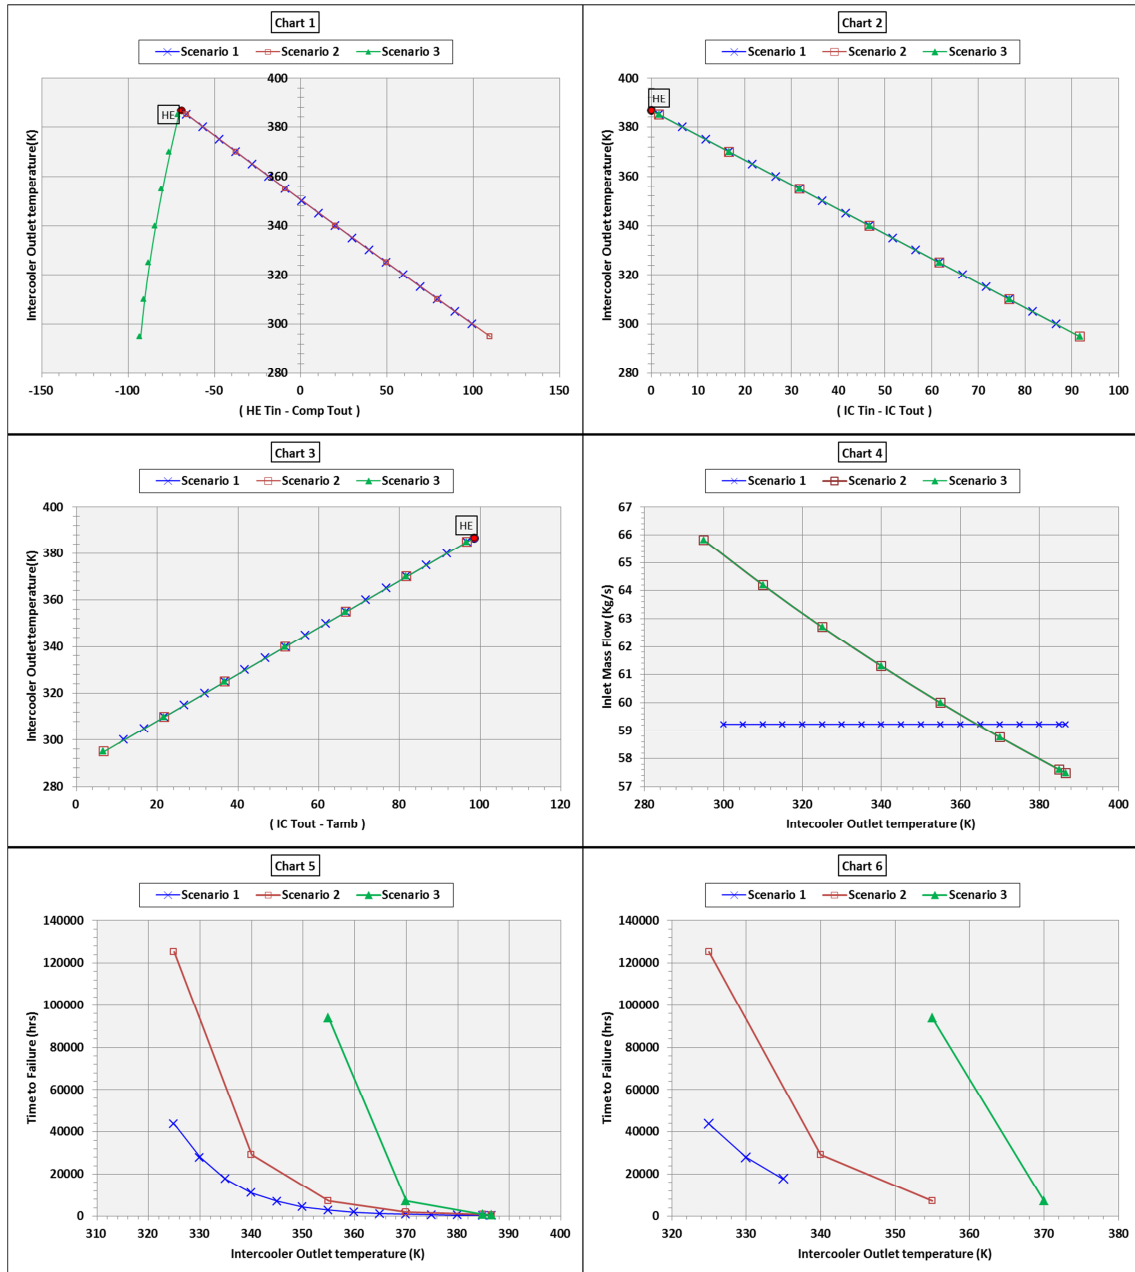 Chart 1
Scenario 1 Scenario 2 Scenario 3
Intercooler Outlet temperature(K)
400
380
360
340
320
300
280
HE
-150 -100 -50 0 50 100 150
( HE Tin - Comp Tout )
Chart 2
Scenario 1 Scenario 2 Scenario 3
Intercooler Outlet temperature(K)
400
380
360
340
320
300
280
HE
0 10 20 30 40 50 60 70 80 90 100
( IC Tin - IC Tout )
Chart 3
Scenario 1 Scenario 2 Scenario 3
Intercooler Outlet temperature(K)
400
380
360
340
320
300
280
HE
0 20 40 60 80 100 120
( IC Tout - Tamb )
Chart 4
Scenario 1 Scenario 2 Scenario 3
Inlet Mass Flow (Kg/s)
67
66
65
64
63
62
61
60
59
58
57
280 300 320 340 360 380 400
Intecooler Outlet temperature (K)
Chart 5
Scenario 1 Scenario 2 Scenario 3
Time to Failure (hrs)
140000
120000
100000
80000
60000
40000
20000
0
310 320 330 340 350 360 370 380 390 400
Intercooler Outlet temperature (K)
Chart 6
Scenario 1 Scenario 2 Scenario 3
Time to Failure (hrs)
140000
120000
100000
80000
60000
40000
20000
0
320 330 340 350 360 370 380
Intercooler Outlet temperature (K)